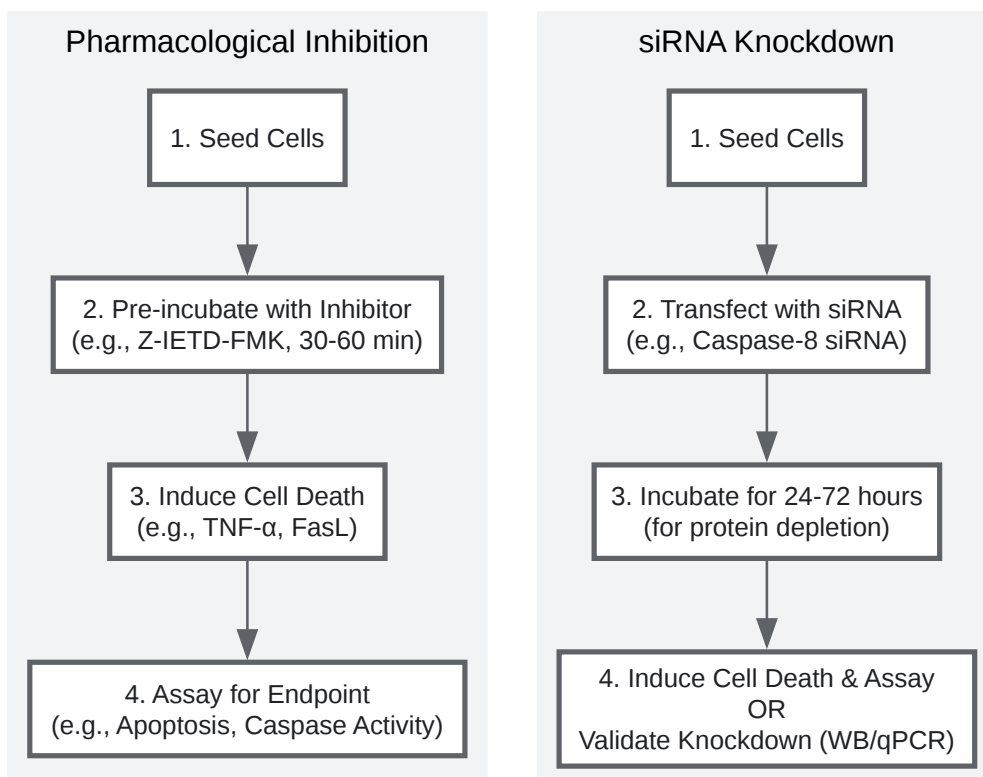 Pharmacological Inhibition
1. Seed Cells
2. Pre-incubate with Inhibitor
(e.g., Z-IETD-FMK, 30-60 min)
3. Induce Cell Death
(e.g., TNF-α, FasL)
4. Assay for Endpoint
(e.g., Apoptosis, Caspase Activity)
siRNA Knockdown
1. Seed Cells
2. Transfect with siRNA
(e.g., Caspase-8 siRNA)
3. Incubate for 24-72 hours
(for protein depletion)
4. Induce Cell Death & Assay
OR
Validate Knockdown (WB/qPCR)